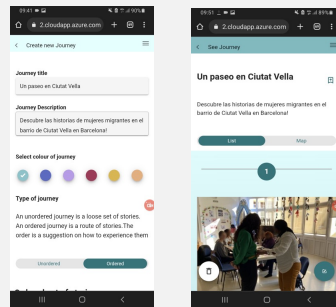 09:41
90%
2.cloudapp.azure.com
Create new Journey
Journey title
Un paseo en Ciutat Vella
Journey Description
Descubre las historias de mujeres migrantes en el
barrio de Ciutat Vella en Barcelona!
Select colour of journey
Type of journey
An unordered journey is a loose set of stories.
An ordered journey is a route of stories.The
order is a suggestion on how to experience them
Unordered
Ordered
09:51
89%
2.cloudapp.azure.com
See Journey
Un paseo en Ciutat Vella
Descubre las historias de mujeres migrantes en el
barrio de Ciutat Vella en Barcelona!
List
Map
1